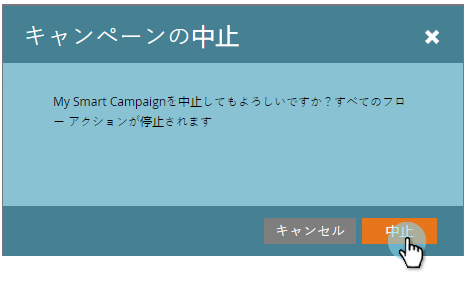 キャンペーンの中止
My Smart Campaignを中止してもよろしいですか？すべてのフロ
ー アクションが停止されます
キャンセル
中止